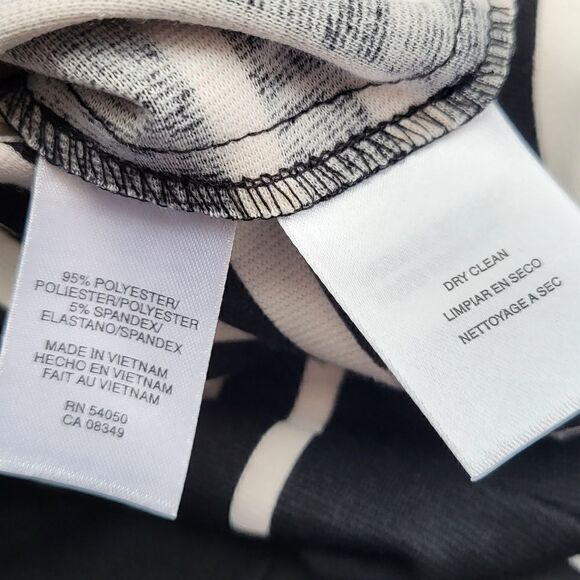 95% POLYESTER/
POLIESTER/POLYESTER
5% SPANDEX/
ELASTANO/SPANDEX
MADE IN VIETNAM
HECHO EN VIETNAM
FAIT AU VIETNAM
RN 54050
CA 08349
DRY CLEAN
LIMPIAR EN SECO
NETTOYAGE A SEC